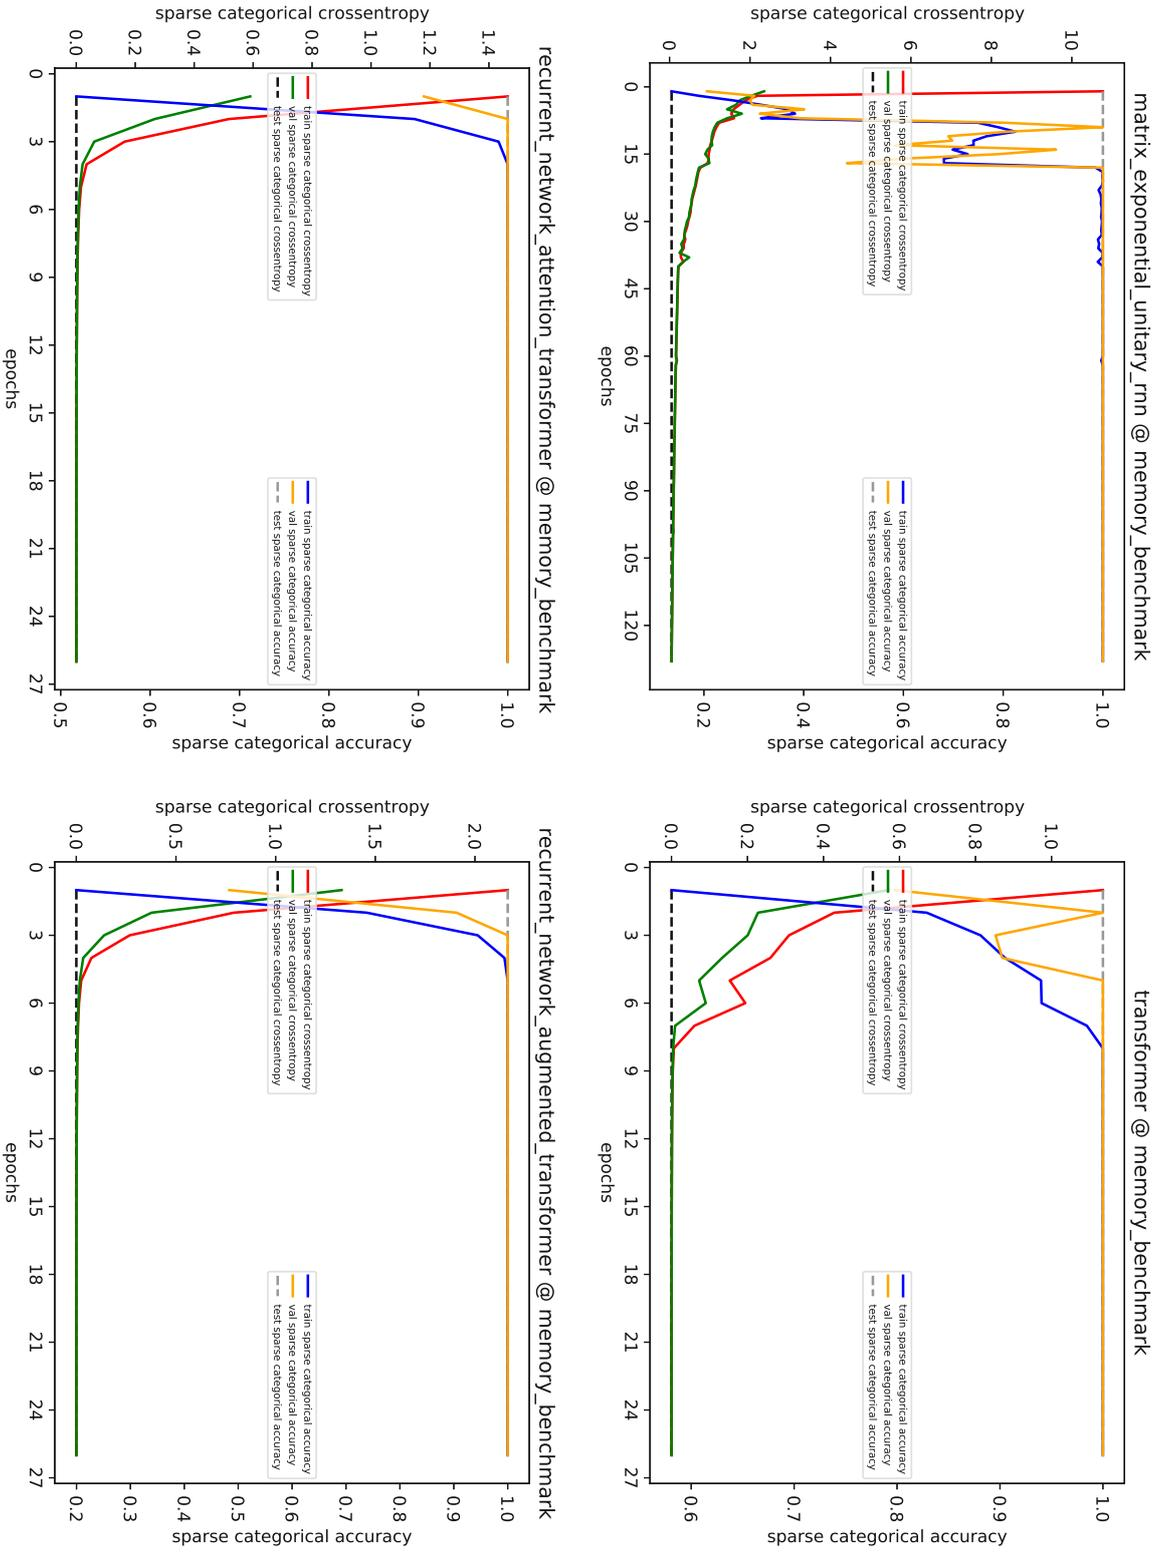 matrix_exponential_unitary_rnn @ memory_benchmark
sparse categorical crossentropy
0
2
4
6
8
10
train sparse categorical crossentropy
val sparse categorical crossentropy
test sparse categorical crossentropy
train sparse categorical accuracy
val sparse categorical accuracy
test sparse categorical accuracy
0
15
30
45
60
75
90
105
120
epochs
0.2
0.4
0.6
0.8
1.0
sparse categorical accuracy
transformer @ memory_benchmark
sparse categorical crossentropy
0.0
0.2
0.4
0.6
0.8
1.0
train sparse categorical crossentropy
val sparse categorical crossentropy
test sparse categorical crossentropy
train sparse categorical accuracy
val sparse categorical accuracy
test sparse categorical accuracy
0
3
6
9
12
15
18
21
24
27
epochs
0.6
0.7
0.8
0.9
1.0
sparse categorical accuracy
recurrent_network_attention_transformer @ memory_benchmark
sparse categorical crossentropy
0.0
0.2
0.4
0.6
0.8
1.0
1.2
1.4
train sparse categorical crossentropy
val sparse categorical crossentropy
test sparse categorical crossentropy
train sparse categorical accuracy
val sparse categorical accuracy
test sparse categorical accuracy
0
3
6
9
12
15
18
21
24
27
epochs
0.5
0.6
0.7
0.8
0.9
1.0
sparse categorical accuracy
recurrent_network_augmented_transformer @ memory_benchmark
sparse categorical crossentropy
0.0
0.5
1.0
1.5
2.0
train sparse categorical crossentropy
val sparse categorical crossentropy
test sparse categorical crossentropy
train sparse categorical accuracy
val sparse categorical accuracy
test sparse categorical accuracy
0
3
6
9
12
15
18
21
24
27
epochs
0.2
0.3
0.4
0.5
0.6
0.7
0.8
0.9
1.0
sparse categorical accuracy